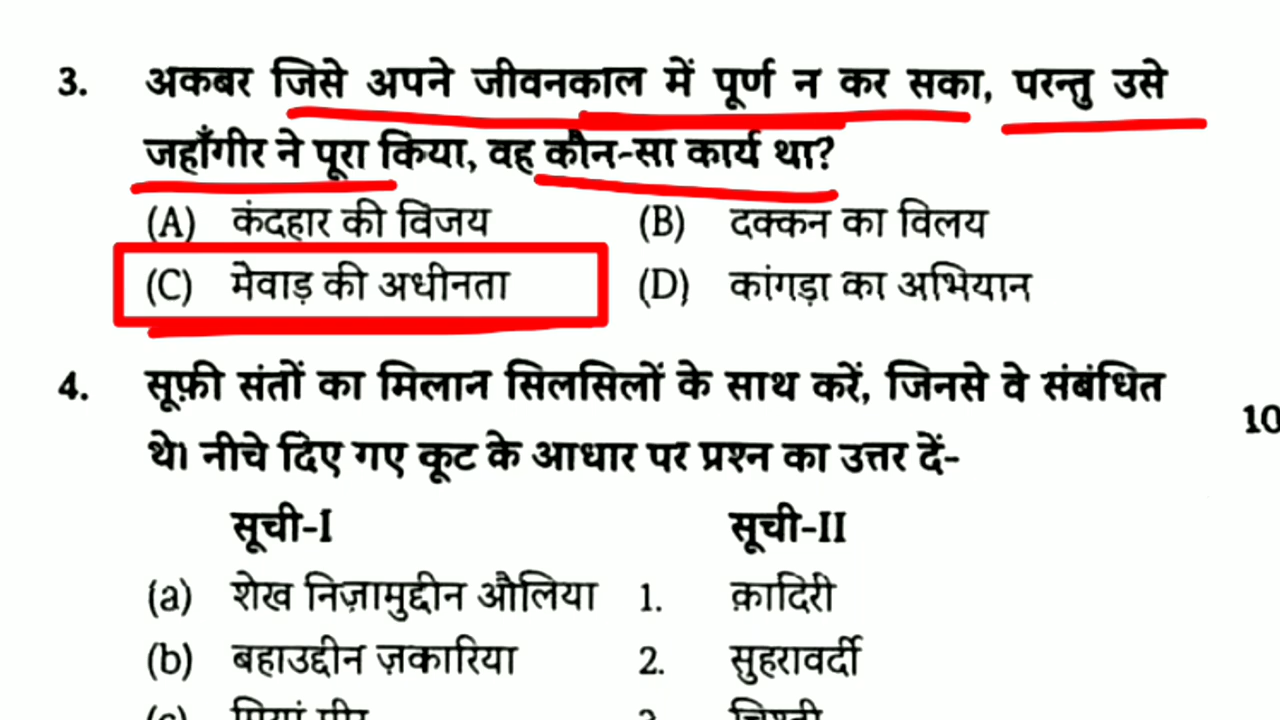 3. अकबर जिसे अपने जीवनकाल में पूर्ण न कर सका, परन्तु उसे
जहाँगीर ने पूरा किया, वह कौन-सा कार्य था?
(A) कंदहार की विजय (B) दक्कन का विलय
(C) मेवाड़ की अधीनता (D) कांगड़ा का अभियान
4. सूफ़ी संतों का मिलान सिलसिलों के साथ करें, जिनसे वे संबंधित
थे। नीचे दिए गए कूट के आधार पर प्रश्न का उत्तर दें-
10
सूची-I सूची-II
(a) शेख निज़ामुद्दीन औलिया 1. क़ादिरी
(b) बहाउद्दीन ज़कारिया 2. सुहरावर्दी